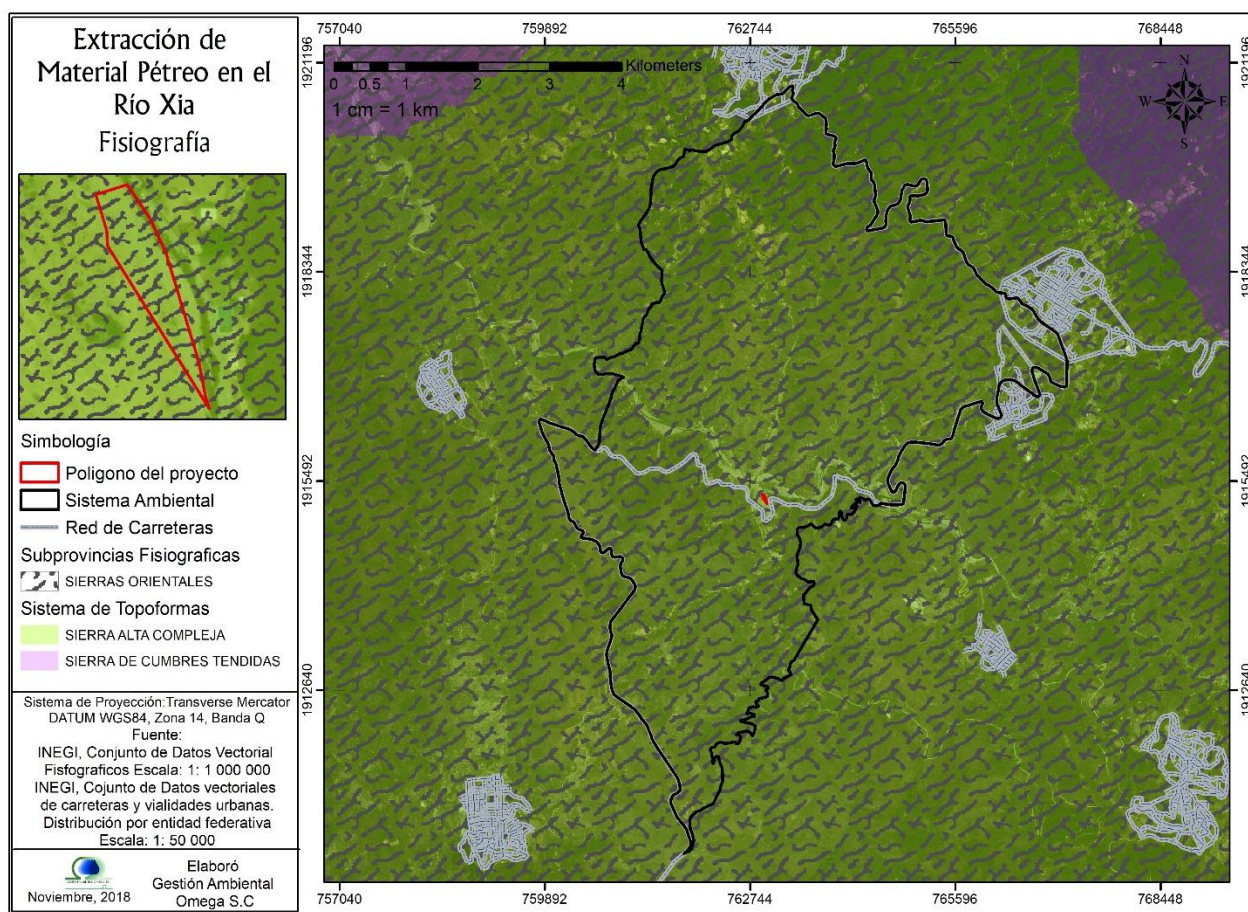 Extracción de
Material Pétreo en el
Río Xia
Fisiografía
Simbología
Poligono del proyecto
Sistema Ambiental
Red de Carreteras
Subprovincias Fisiograficas
SIERRAS ORIENTALES
Sistema de Topoformas
SIERRA ALTA COMPLEJA
SIERRA DE CUMBRES TENDIDAS
Sistema de Proyección:Transverse Mercator
DATUM WGS84, Zona 14, Banda Q
Fuente:
INEGI, Conjunto de Datos Vectorial
Fisfograficos Escala: 1: 1 000 000
INEGI, Cojunto de Datos vectoriales
de carreteras y vialidades urbanas.
Distribución por entidad federativa
Escala: 1: 50 000
Noviembre, 2018
Elaboró
Gestión Ambiental
Omega S.C
757040 759892 762744 765596 768448
1921196 1921196
Kilometers
0 0.5 1 2 3 4
1 cm = 1 km
N
W E
S
1918344 1918344
1915492 1915492
1912640 1912640
757040 759892 762744 765596 768448